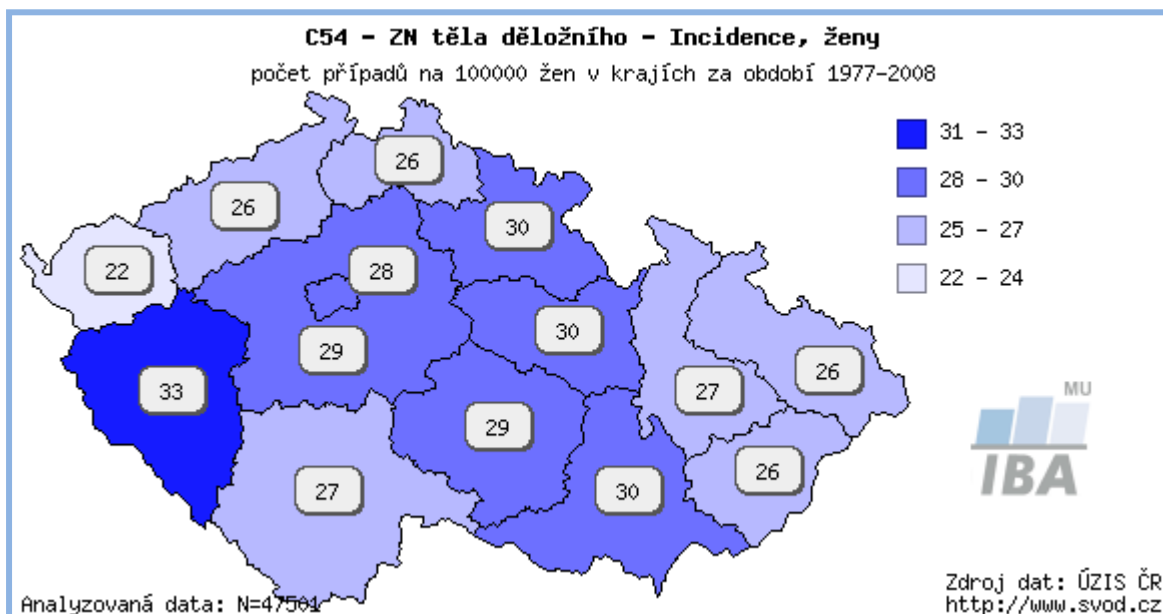 C54 - ZN těla děložního - Incidence, ženy
počet případů na 100000 žen v krajích za období 1977-2008
31 - 33
28 - 30
25 - 27
22 - 24
26
26
30
22
28
30
29
33
26
27
29
26
27
30
MU
IBA
Analyzovaná data: N=47501
Zdroj dat: ÚZIS ČR
http://www.svod.cz